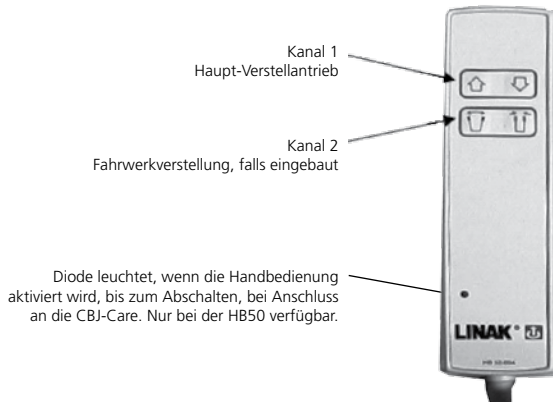 Kanal 1
Haupt-Verstellantrieb
Kanal 2
Fahrwerkverstellung, falls eingebaut
Diode leuchtet, wenn die Handbedienung
aktiviert wird, bis zum Abschalten, bei Anschluss
an die CBJ-Care. Nur bei der HB50 verfügbar.
LINAK®